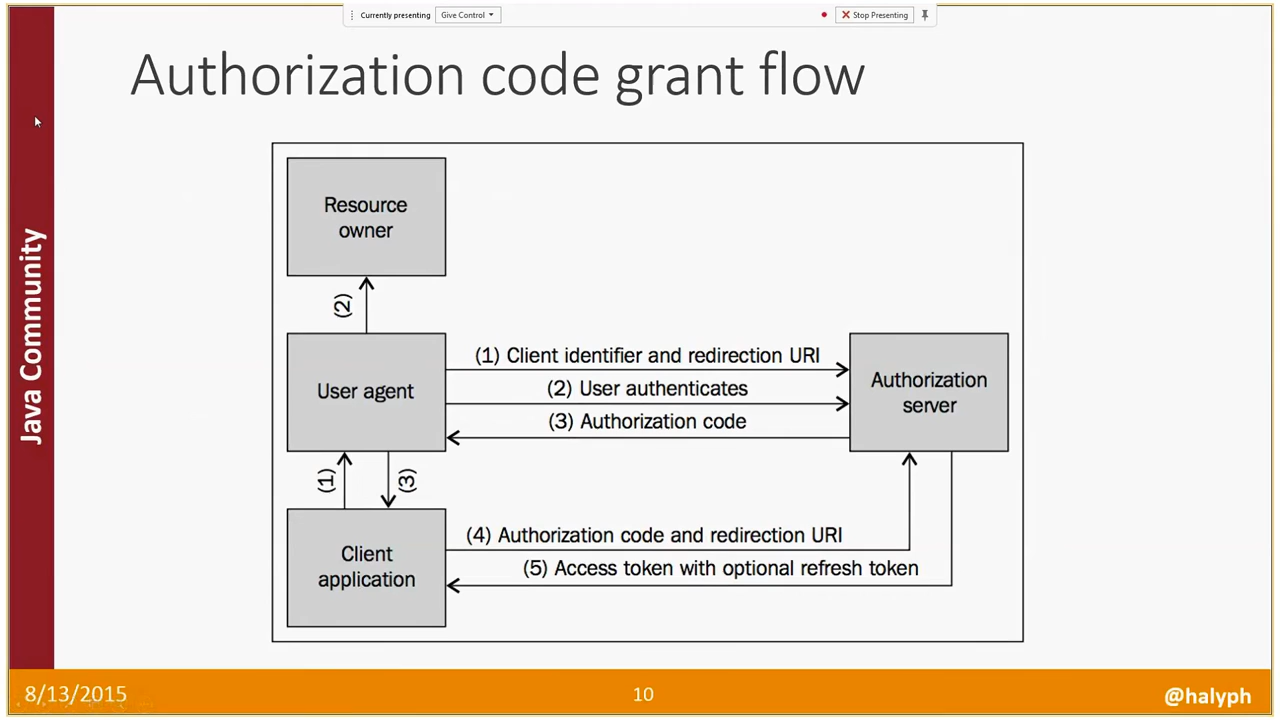 Currently presenting
Give Control
Stop Presenting
Authorization code grant flow
Java Community
Resource
owner
(2)
User agent
(1) Client identifier and redirection URI
(2) User authenticates
(3) Authorization code
Authorization
server
(1)
(3)
Client
application
(4) Authorization code and redirection URI
(5) Access token with optional refresh token
8/13/2015
10
@halyph